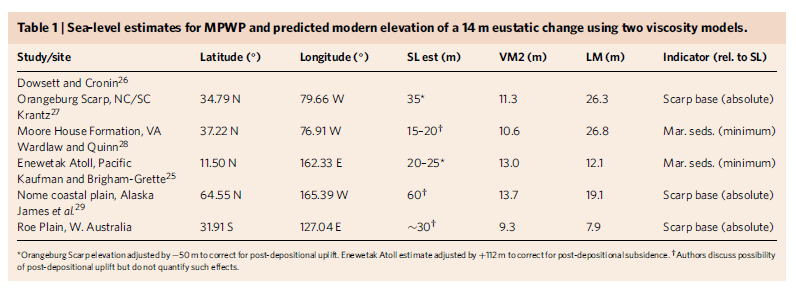 Table 1 | Sea-level estimates for MPWP and predicted modern elevation of a 14 m eustatic change using two viscosity models.
Study/site Latitude (°) Longitude (°) SL est (m) VM2 (m) LM (m) Indicator (rel. to SL)
Dowsett and Cronin²⁶
Orangeburg Scarp, NC/SC 34.79 N 79.66 W 35* 11.3 26.3 Scarp base (absolute)
Krantz²⁷
Moore House Formation, VA 37.22 N 76.91 W 15–20† 10.6 26.8 Mar. seds. (minimum)
Wardlaw and Quinn²⁸
Enewetak Atoll, Pacific 11.50 N 162.33 E 20–25* 13.0 12.1 Mar. seds. (minimum)
Kaufman and Brigham-Grette²⁵
Nome coastal plain, Alaska 64.55 N 165.39 W 60† 13.7 19.1 Scarp base (absolute)
James et al.²⁹
Roe Plain, W. Australia 31.91 S 127.04 E ~30† 9.3 7.9 Scarp base (absolute)
*Orangeburg Scarp elevation adjusted by −50 m to correct for post-depositional uplift. Enewetak Atoll estimate adjusted by +112 m to correct for post-depositional subsidence. †Authors discuss possibility
of post-depositional uplift but do not quantify such effects.